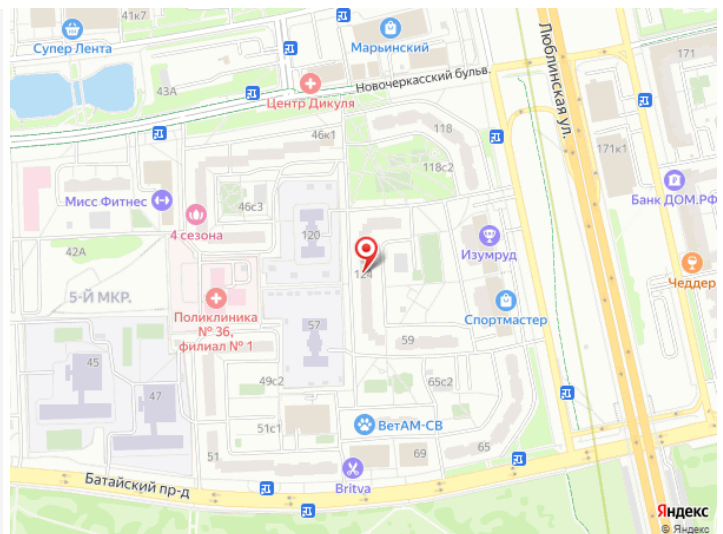 41к7
Супер Лента
Марьинский
171
43А
Центр Дикуля
Новочеркасский бульв.
Люблинская ул.
46к1
118
171к1
118с2
Мисс Фитнес
46с3
Банк ДОМ.РФ
4 сезона
120
42А
Изумруд
124
Чеддер
5-Й МКР.
Поликлиника
№ 36,
филиал № 1
57
Спортмастер
59
45
49с2
65с2
47
51с1
ВетАМ-СВ
51
69
65
Батайский пр-д
Britva
Яндекс
© Яндекс